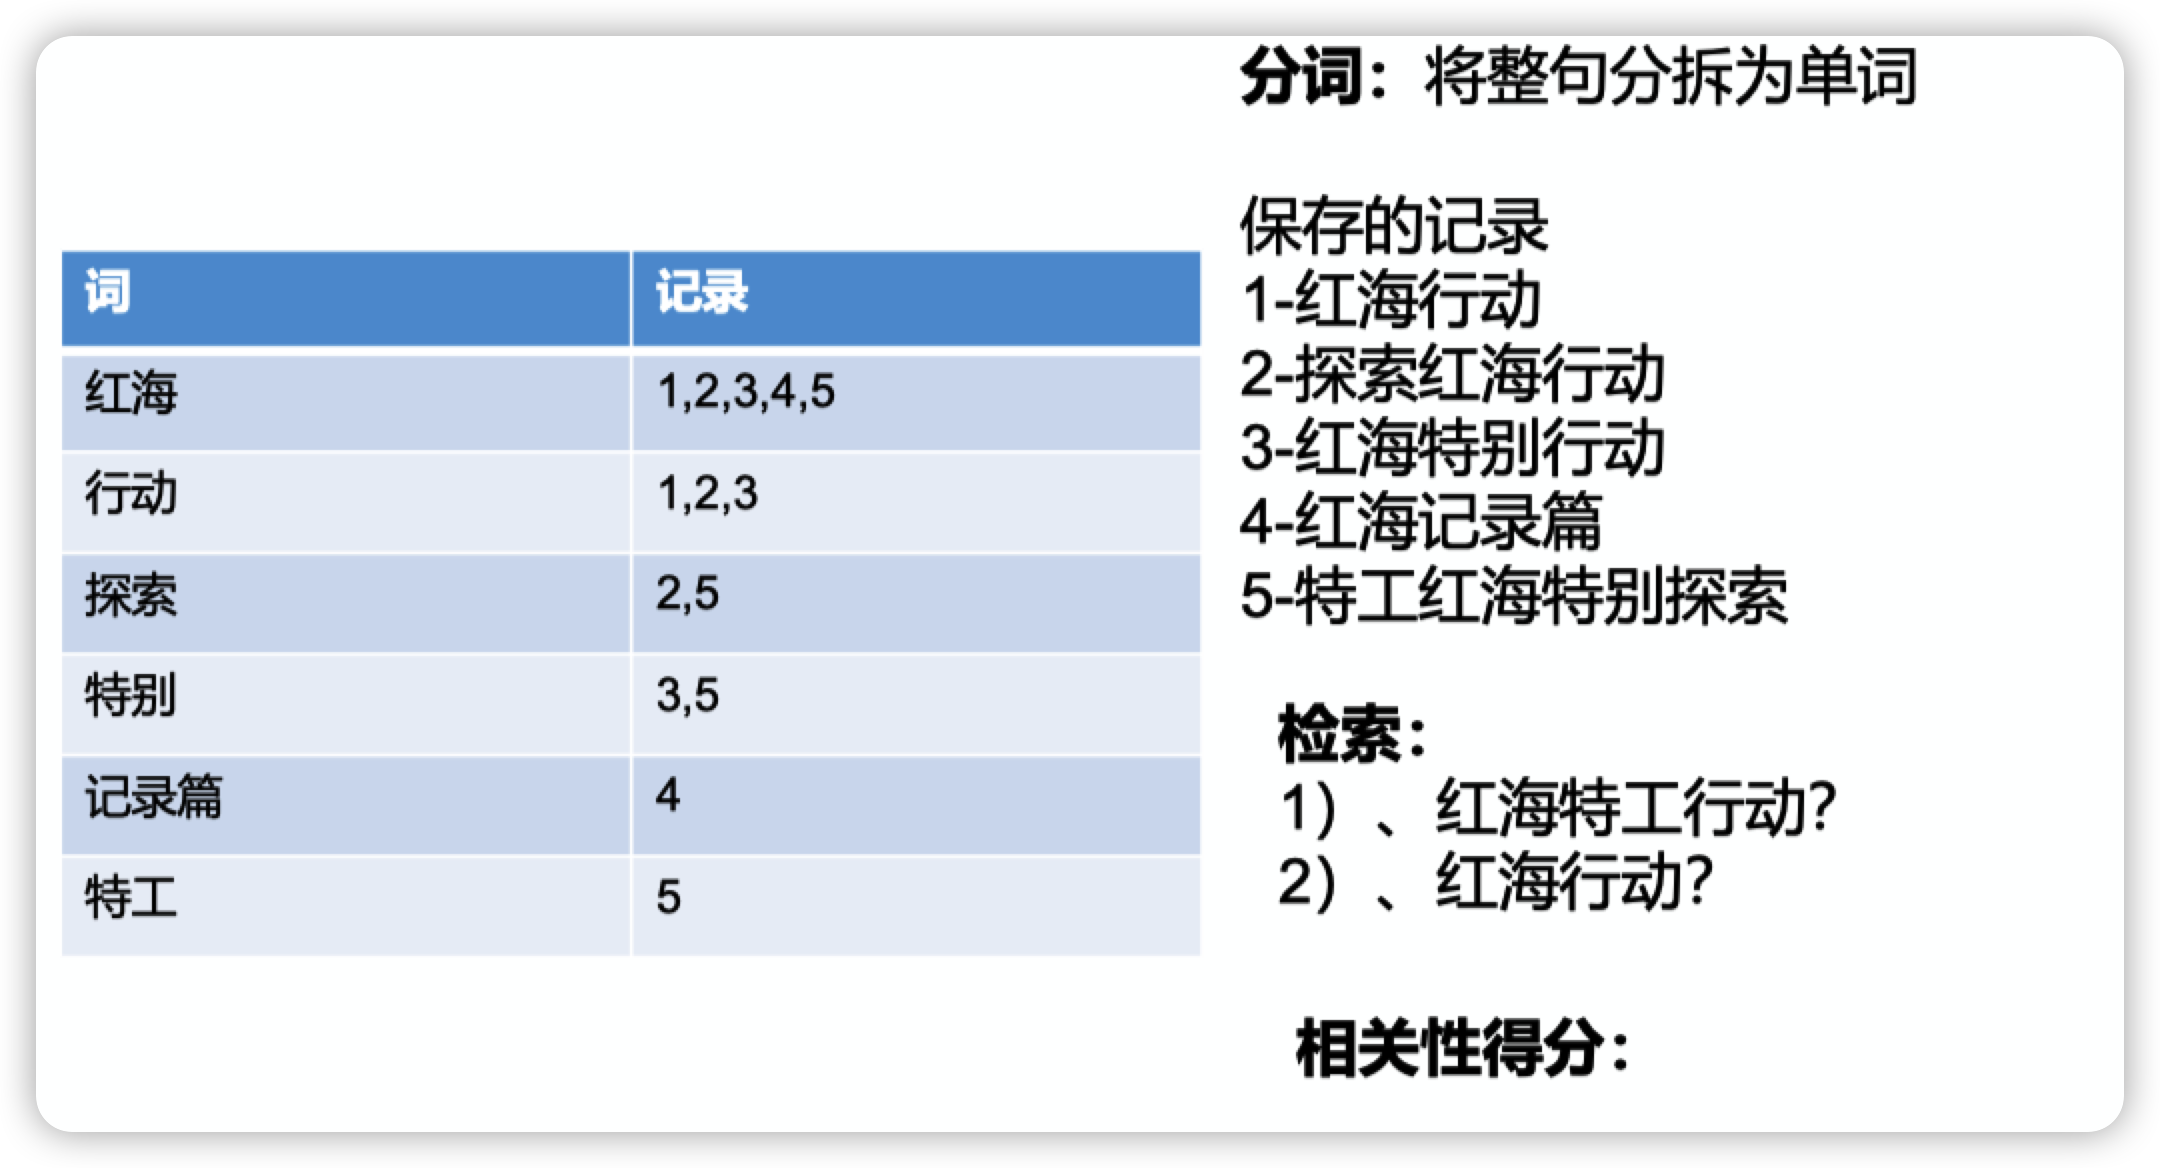 词 记录
红海 1,2,3,4,5
行动 1,2,3
探索 2,5
特别 3,5
记录篇 4
特工 5
分词：将整句分拆为单词
保存的记录
1-红海行动
2-探索红海行动
3-红海特别行动
4-红海记录篇
5-特工红海特别探索
检索：
1）、红海特工行动？
2）、红海行动？
相关性得分：